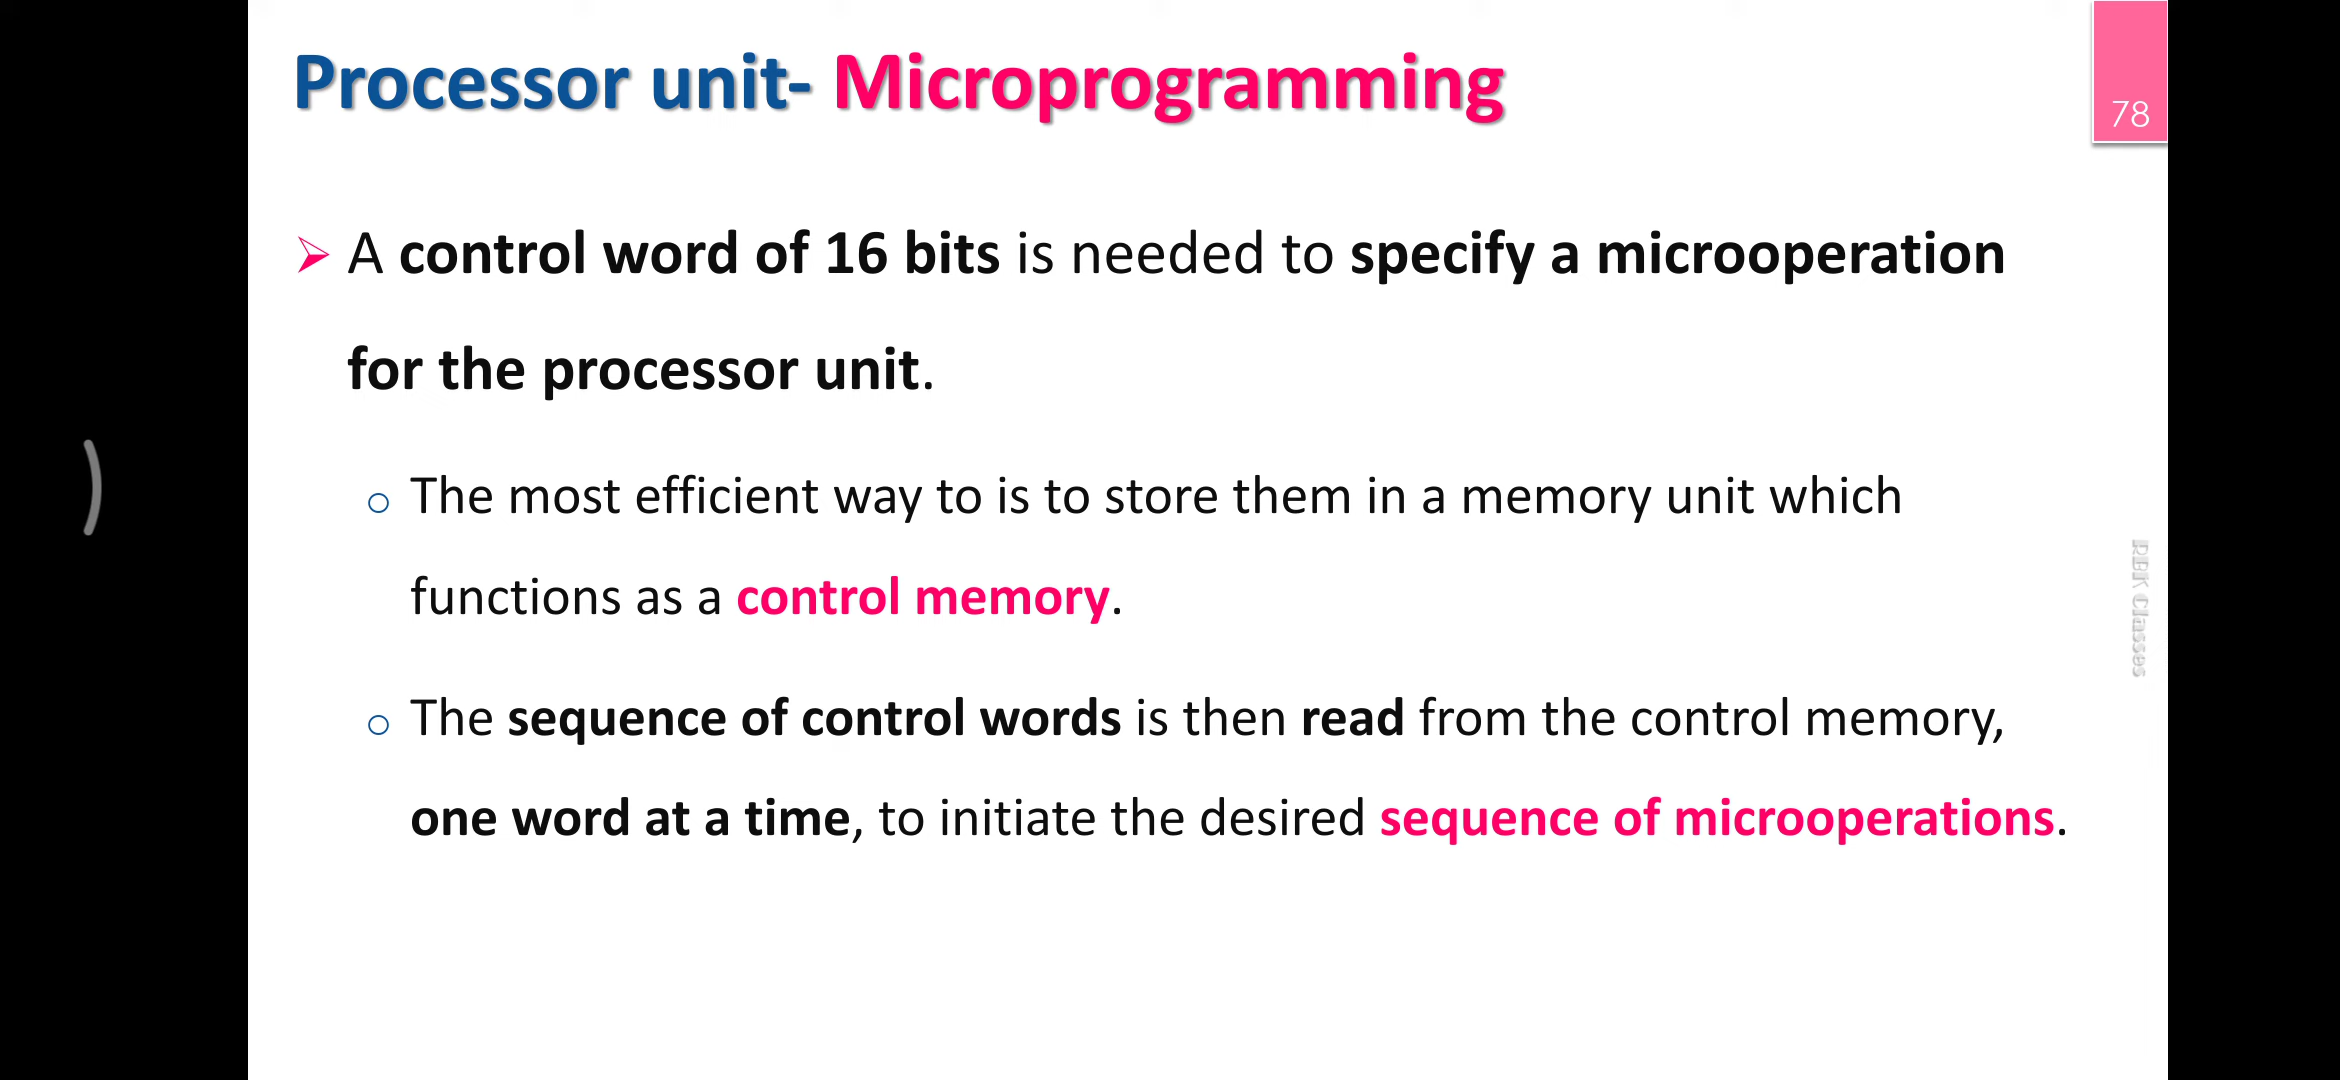 Processor unit- Microprogramming
78
➢ A control word of 16 bits is needed to specify a microoperation
for the processor unit.
o The most efficient way to is to store them in a memory unit which
functions as a control memory.
o The sequence of control words is then read from the control memory,
one word at a time, to initiate the desired sequence of microoperations.
RBK Classes